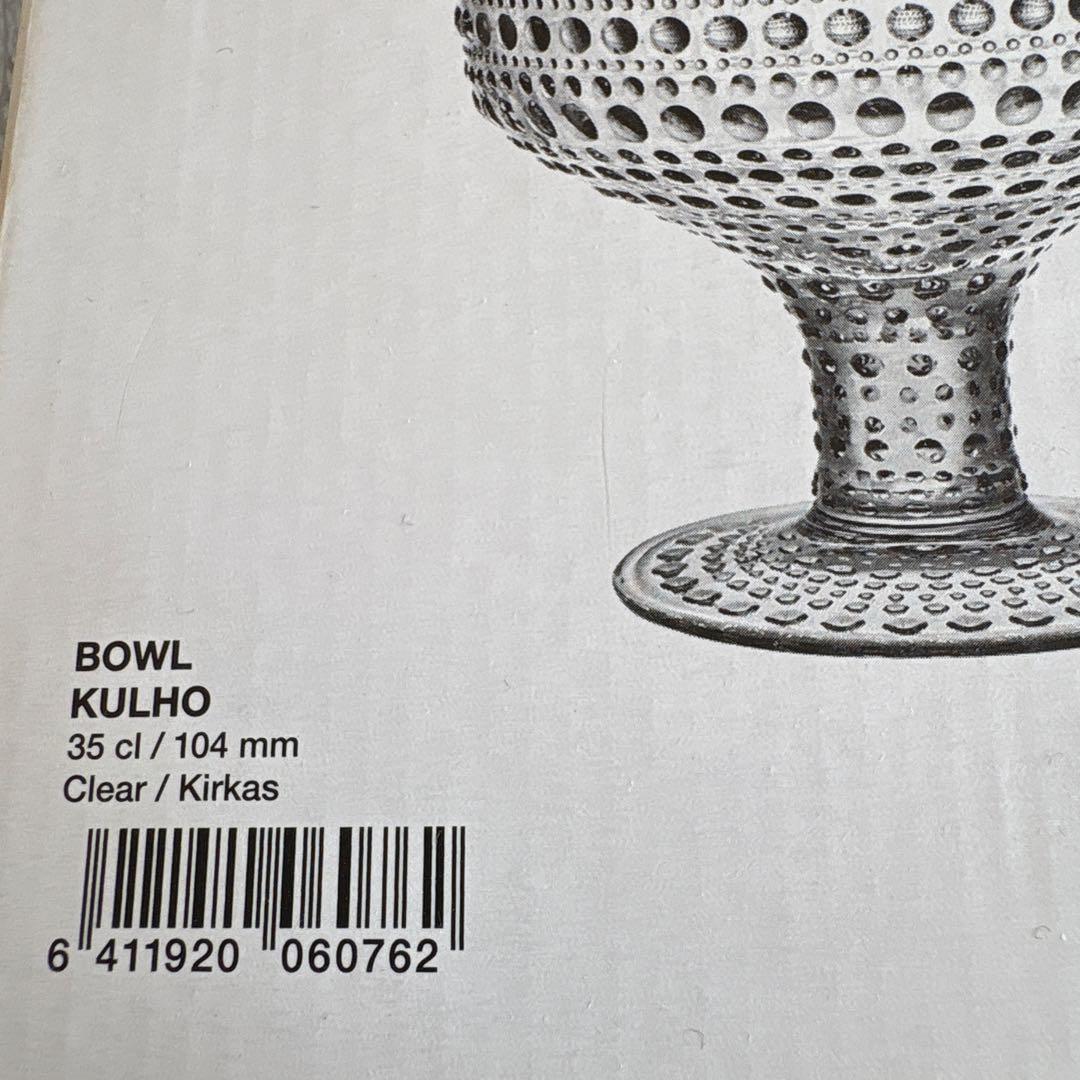 BOWL
KULHO
35 cl / 104 mm
Clear / Kirkas
6 411920 060762